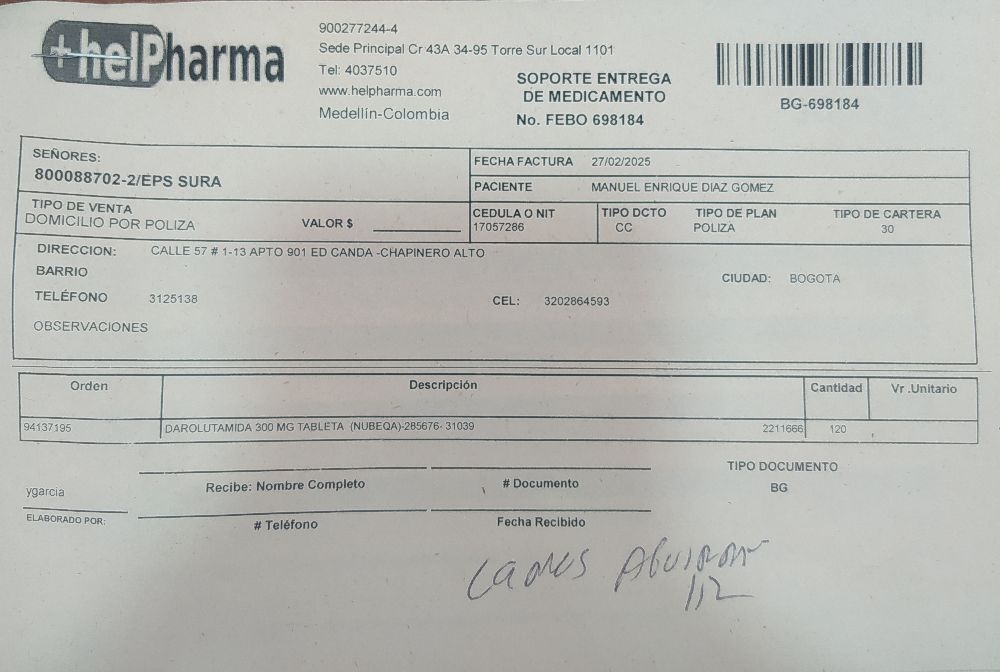 +helPharma
900277244-4
Sede Principal Cr 43A 34-95 Torre Sur Local 1101
Tel: 4037510
www.helpharma.com
Medellín-Colombia
SOPORTE ENTREGA
DE MEDICAMENTO
No. FEBO 698184
BG-698184
SEÑORES:
800088702-2/EPS SURA
FECHA FACTURA 27/02/2025
PACIENTE MANUEL ENRIQUE DIAZ GOMEZ
TIPO DE VENTA
DOMICILIO POR POLIZA VALOR $
CEDULA O NIT TIPO DCTO TIPO DE PLAN TIPO DE CARTERA
17057286 CC POLIZA 30
DIRECCION: CALLE 57 # 1-13 APTO 901 ED CANDA -CHAPINERO ALTO
BARRIO
CIUDAD: BOGOTA
TELÉFONO 3125138 CEL: 3202864593
OBSERVACIONES
Orden Descripción Cantidad Vr .Unitario
94137195 DAROLUTAMIDA 300 MG TABLETA (NUBEQA)-285676- 31039 2211666 120
TIPO DOCUMENTO
BG
ygarcia
Recibe: Nombre Completo # Documento
ELABORADO POR:
# Teléfono Fecha Recibido
112